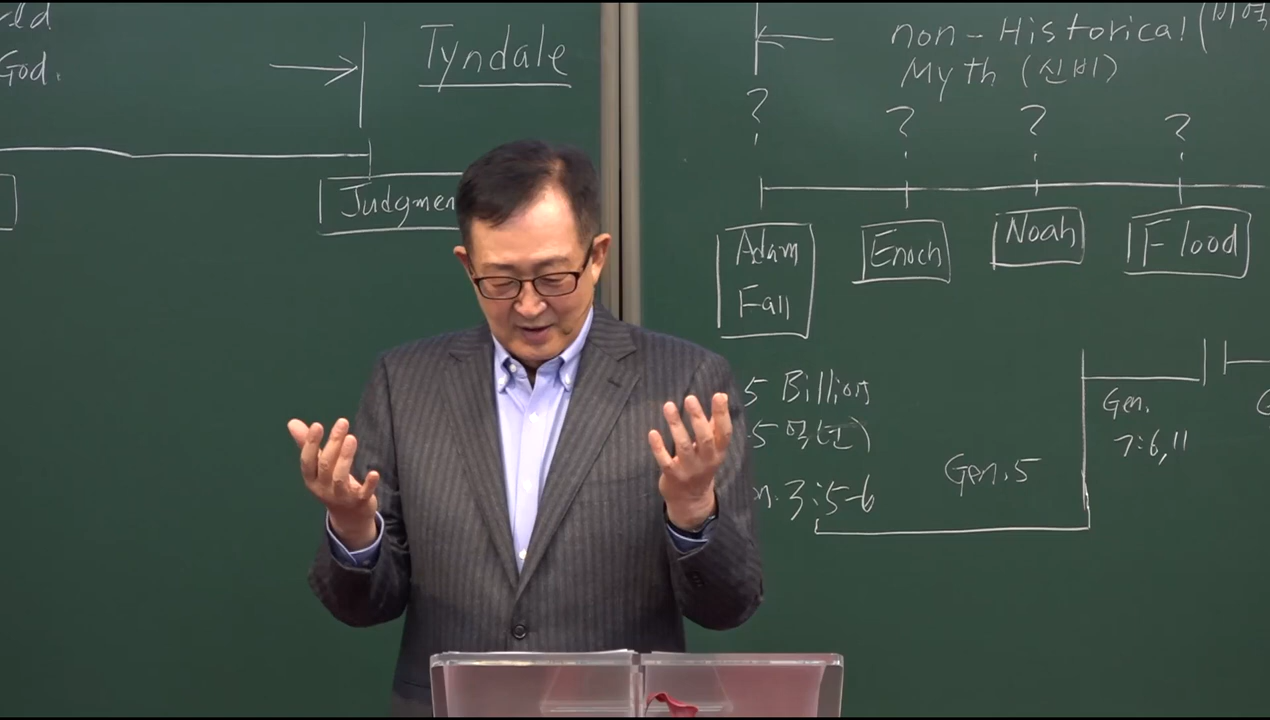 God.
Tyndale
Judgmen
non-Historical (
Myth (신비)
?
?
?
?
Adam
Fall
Enoch
Noah
Flood
5 Billion
5억(년)
n. 3:5-6
Gen. 5
Gen.
7:6, 11